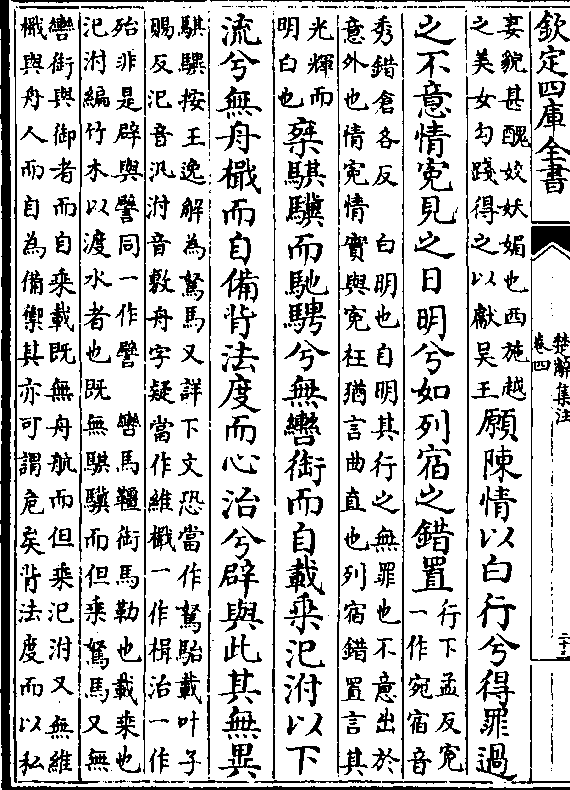 欽定四庫全書
楚辭集注
卷四
二十二
妻貌甚醜姣妖媚也西施越
之美女勾踐得之以獻吳王
願陳情以白行兮得罪過
之不意情冤見之日明兮如列宿之錯置
行下孟反冤
一作宛宿音
秀錯倉各反 白明也自明其行之無罪也不意出於
意外也情冤情實與冤枉猶言曲直也列宿錯置言其
光輝而
明白也
椉騏驥而馳騁兮無轡銜而自載椉氾泭以下
流兮無舟檝而自備背法度而心治兮辟與此其無異
騏驥按王逸解為駑馬又詳下文恐當作駑駘載叶子
賜反氾音汎泭音敷舟字疑當作維檝一作楫治一作
殆非是辟與譬同一作譬 轡馬韁銜馬勒也載椉也
氾泭編竹木以渡水者也既無騏驥而但乘駑馬又無
轡銜與御者而自椉載既無舟航而但乘氾泭又無維
檝與舟人而自為備禦其亦可謂危矣背法度而以私